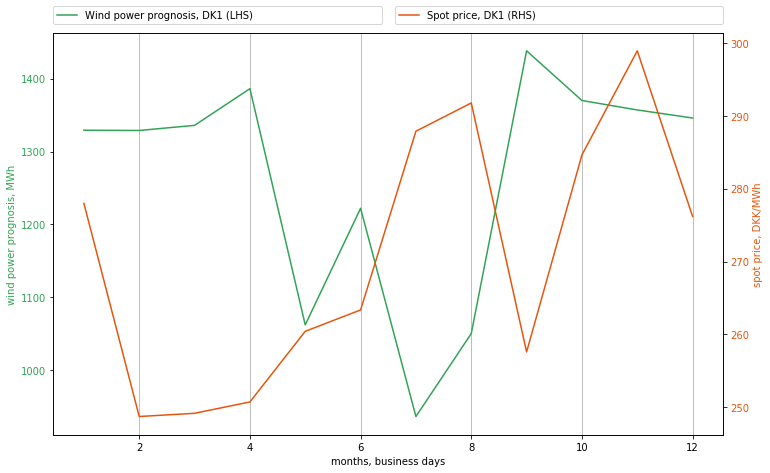 Wind power prognosis, DK1 (LHS)
Spot price, DK1 (RHS)
1400
1300
1200
1100
1000
wind power prognosis, MWh
300
290
280
270
260
250
spot price, DKK/MWh
2 4 6 8 10 12
months, business days